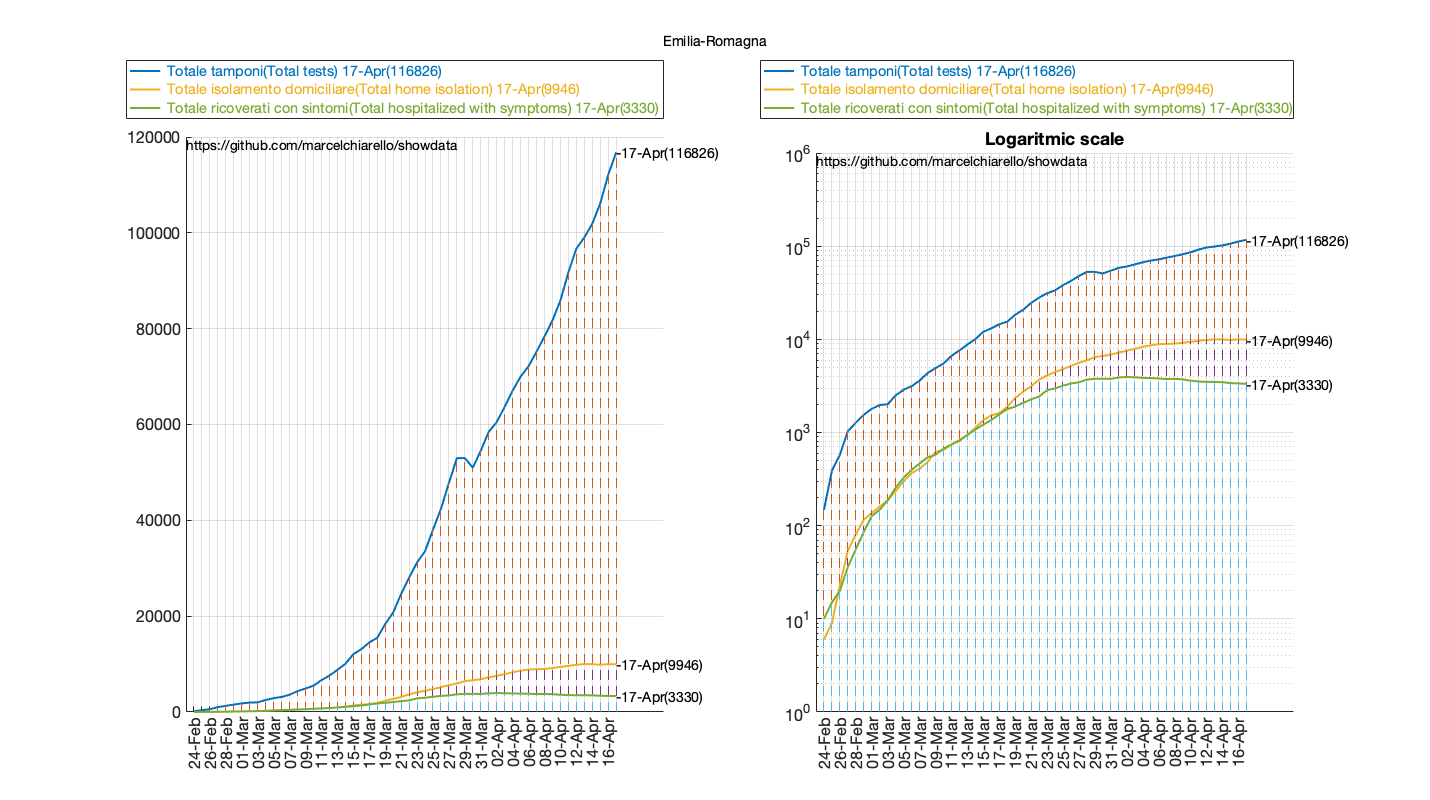 Emilia-Romagna
Totale tamponi(Total tests) 17-Apr(116826)
Totale isolamento domiciliare(Total home isolation) 17-Apr(9946)
Totale ricoverati con sintomi(Total hospitalized with symptoms) 17-Apr(3330)
120000
https://github.com/marcelchiarello/showdata
17-Apr(116826)
100000
80000
60000
40000
20000
17-Apr(9946)
17-Apr(3330)
0
24-Feb
26-Feb
28-Feb
01-Mar
03-Mar
05-Mar
07-Mar
09-Mar
11-Mar
13-Mar
15-Mar
17-Mar
19-Mar
21-Mar
23-Mar
25-Mar
27-Mar
29-Mar
31-Mar
02-Apr
04-Apr
06-Apr
08-Apr
10-Apr
12-Apr
14-Apr
16-Apr
Totale tamponi(Total tests) 17-Apr(116826)
Totale isolamento domiciliare(Total home isolation) 17-Apr(9946)
Totale ricoverati con sintomi(Total hospitalized with symptoms) 17-Apr(3330)
Logaritmic scale
10^6
https://github.com/marcelchiarello/showdata
10^5
17-Apr(116826)
10^4
17-Apr(9946)
17-Apr(3330)
10^3
10^2
10^1
10^0
24-Feb
26-Feb
28-Feb
01-Mar
03-Mar
05-Mar
07-Mar
09-Mar
11-Mar
13-Mar
15-Mar
17-Mar
19-Mar
21-Mar
23-Mar
25-Mar
27-Mar
29-Mar
31-Mar
02-Apr
04-Apr
06-Apr
08-Apr
10-Apr
12-Apr
14-Apr
16-Apr